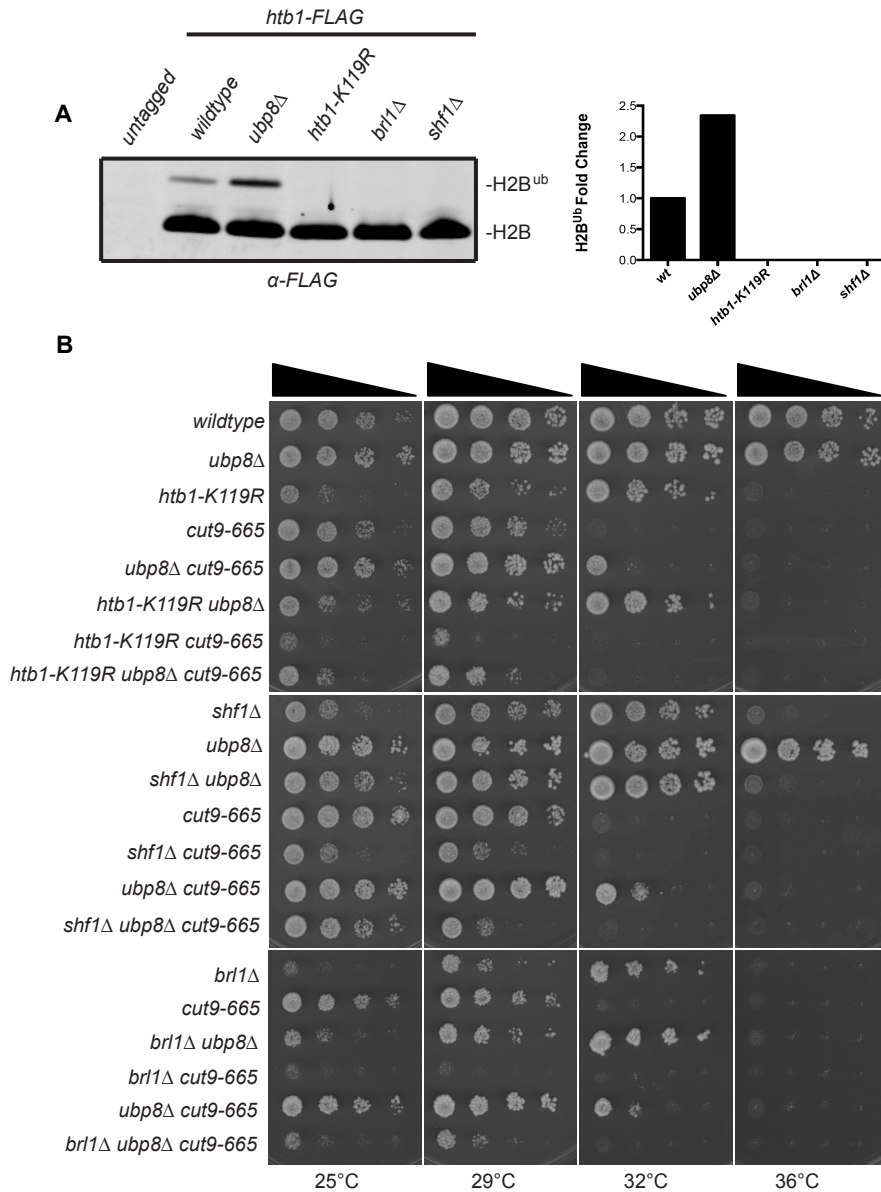 htb1-FLAG
A
untagged
wildtype
ubp8Δ
htb1-K119R
brl1Δ
shf1Δ
-H2Bᵘᵇ
-H2B
α-FLAG
H2Bᵁᵇ Fold Change
2.5
2.0
1.5
1.0
0.5
0.0
wt
ubp8Δ
htb1-K119R
brl1Δ
shf1Δ
B
wildtype
ubp8Δ
htb1-K119R
cut9-665
ubp8Δ cut9-665
htb1-K119R ubp8Δ
htb1-K119R cut9-665
htb1-K119R ubp8Δ cut9-665
shf1Δ
ubp8Δ
shf1Δ ubp8Δ
cut9-665
shf1Δ cut9-665
ubp8Δ cut9-665
shf1Δ ubp8Δ cut9-665
brl1Δ
cut9-665
brl1Δ ubp8Δ
brl1Δ cut9-665
ubp8Δ cut9-665
brl1Δ ubp8Δ cut9-665
25°C
29°C
32°C
36°C